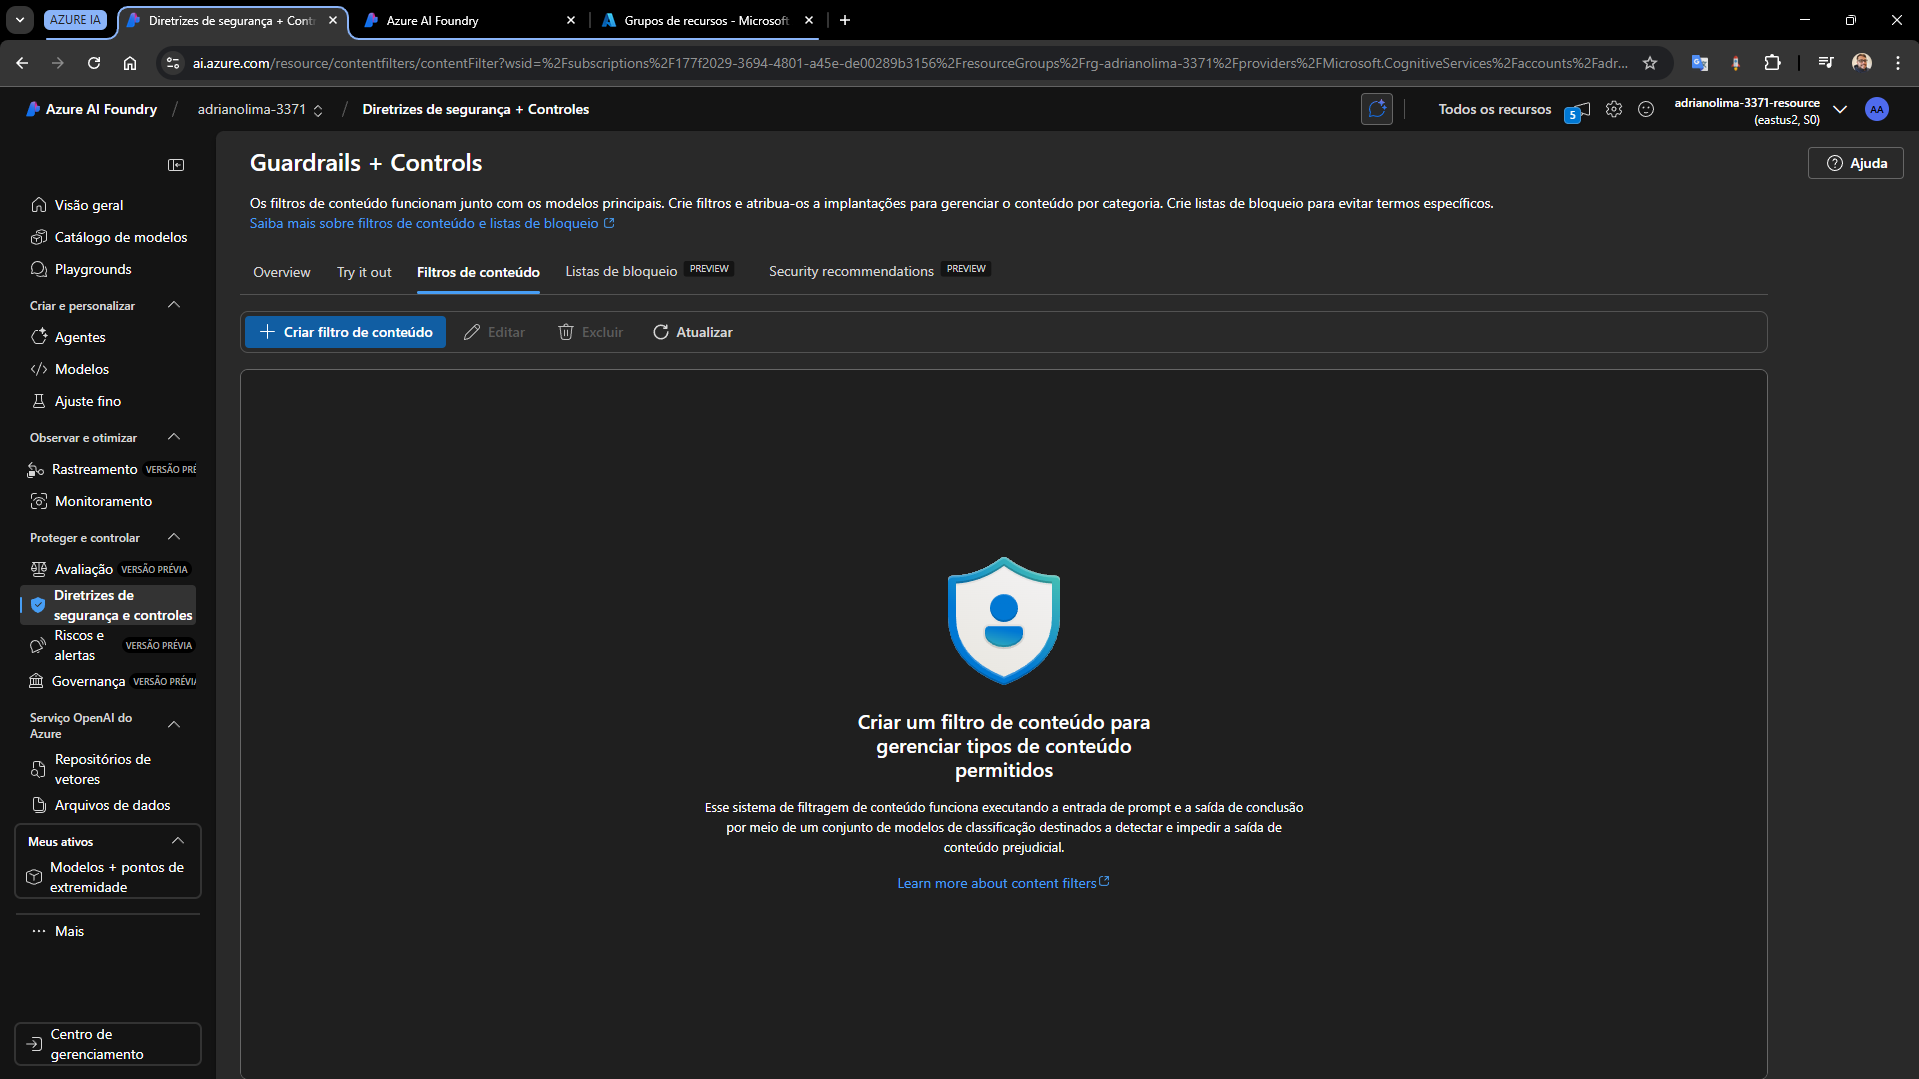 AZURE IA
Diretrizes de segurança + Contr
Azure AI Foundry
Grupos de recursos - Microsoft
ai.azure.com/resource/contentfilters/contentFilter?wsid=%2Fsubscriptions%2F177f2029-3694-4801-a45e-de00289b3156%2FresourceGroups%2Frg-adrianolima-3371%2Fproviders%2FMicrosoft.CognitiveServices%2Faccounts%2Fadr...
Azure AI Foundry / adrianolima-3371 / Diretrizes de segurança + Controles
Todos os recursos
5
adrianolima-3371-resource
(eastus2, S0)
AA
Visão geral
Catálogo de modelos
Playgrounds
Criar e personalizar
Agentes
Modelos
Ajuste fino
Observar e otimizar
Rastreamento VERSÃO PRÉ
Monitoramento
Proteger e controlar
Avaliação VERSÃO PRÉVIA
Diretrizes de
segurança e controles
Riscos e
alertas VERSÃO PRÉVIA
Governança VERSÃO PRÉVIA
Serviço OpenAI do
Azure
Repositórios de
vetores
Arquivos de dados
Meus ativos
Modelos + pontos de
extremidade
Mais
Centro de
gerenciamento
Guardrails + Controls
Ajuda
Os filtros de conteúdo funcionam junto com os modelos principais. Crie filtros e atribua-os a implantações para gerenciar o conteúdo por categoria. Crie listas de bloqueio para evitar termos específicos.
Saiba mais sobre filtros de conteúdo e listas de bloqueio
Overview
Try it out
Filtros de conteúdo
Listas de bloqueio PREVIEW
Security recommendations PREVIEW
Criar filtro de conteúdo
Editar
Excluir
Atualizar
Criar um filtro de conteúdo para
gerenciar tipos de conteúdo
permitidos
Esse sistema de filtragem de conteúdo funciona executando a entrada de prompt e a saída de conclusão
por meio de um conjunto de modelos de classificação destinados a detectar e impedir a saída de
conteúdo prejudicial.
Learn more about content filters